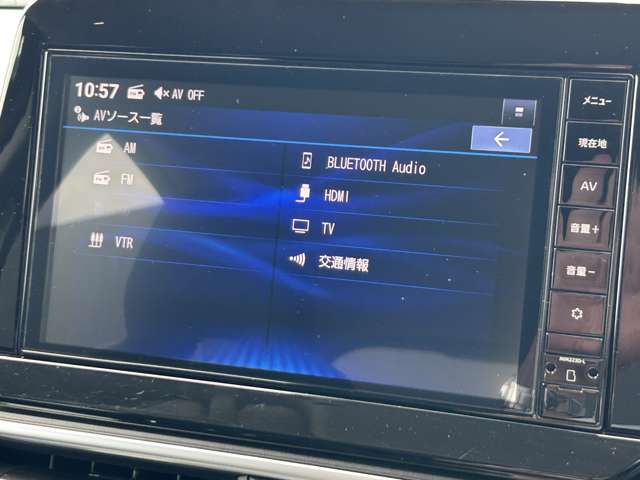 10:57 AV OFF
AVソース一覧
AM
FM
VTR
BLUETOOTH Audio
HDMI
TV
交通情報
メニュー
現在地
AV
音量+
音量-